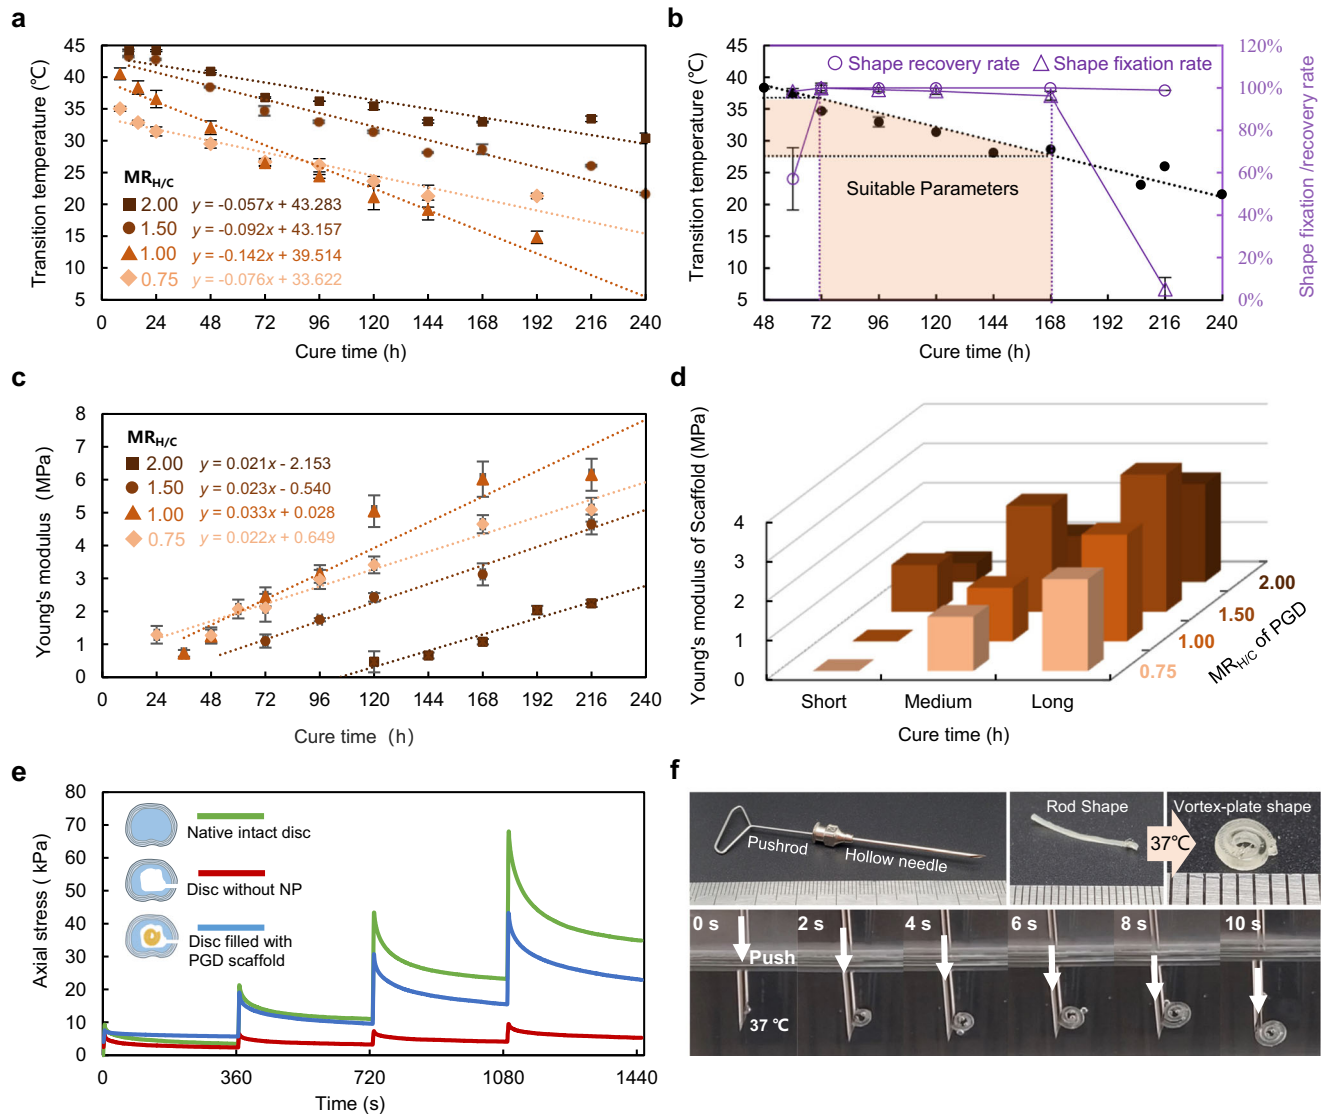 a
Transition temperature (℃)
45
40
35
30
25
20
15
10
5
0
24
48
72
96
120
144
168
192
216
240
Cure time (h)
MRH/C
2.00 y = -0.057x + 43.283
1.50 y = -0.092x + 43.157
1.00 y = -0.142x + 39.514
0.75 y = -0.076x + 33.622
b
Transition temperature (℃)
45
40
35
30
25
20
15
10
5
Shape recovery rate
Shape fixation rate
Suitable Parameters
120%
100%
80%
60%
40%
20%
0%
Shape fixation /recovery rate
48
72
96
120
144
168
192
216
240
Cure time (h)
c
Young's modulus (MPa)
8
7
6
5
4
3
2
1
0
MRH/C
2.00 y = 0.021x - 2.153
1.50 y = 0.023x - 0.540
1.00 y = 0.033x + 0.028
0.75 y = 0.022x + 0.649
0
24
48
72
96
120
144
168
192
216
240
Cure time (h)
d
Young's modulus of Scaffold (MPa)
4
3
2
1
0
Short
Medium
Long
Cure time (h)
2.00
1.50
1.00
0.75
MRH/C of PGD
e
Axial stress ( kPa)
80
70
60
50
40
30
20
10
0
Native intact disc
Disc without NP
Disc filled with
PGD scaffold
0
360
720
1080
1440
Time (s)
f
Pushrod
Hollow needle
Rod Shape
37℃
Vortex-plate shape
0 s
2 s
4 s
6 s
8 s
10 s
Push
37 ℃